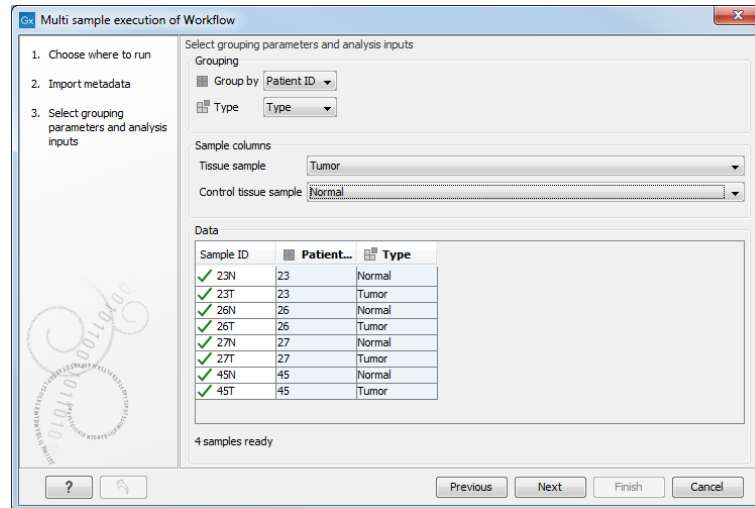 Gx Multi sample execution of Workflow
1. Choose where to run
2. Import metadata
3. Select grouping
parameters and analysis
inputs
Select grouping parameters and analysis inputs
Grouping
Group by Patient ID
Type Type
Sample columns
Tissue sample Tumor
Control tissue sample Normal
Data
Sample ID Patient... Type
23N 23 Normal
23T 23 Tumor
26N 26 Normal
26T 26 Tumor
27N 27 Normal
27T 27 Tumor
45N 45 Normal
45T 45 Tumor
4 samples ready
? Previous Next Finish Cancel